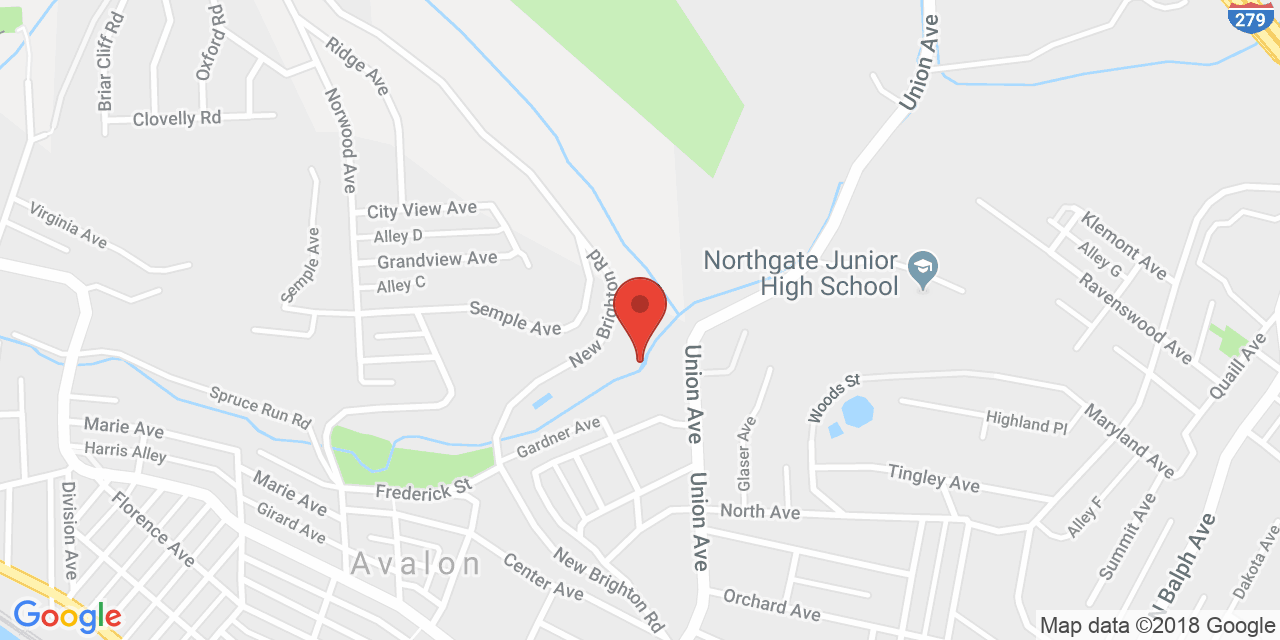 279
Briar Cliff Rd
Oxford Rd
Ridge Ave
Union Ave
Clovelly Rd
Norwood Ave
Virginia Ave
City View Ave
Alley D
Grandview Ave
Alley C
Semple Ave
Semple Ave
New Brighton Rd
Northgate Junior
High School
Klemont Ave
Alley G
Ravenswood Ave
Quaill Ave
Union Ave
Spruce Run Rd
Woods St
Glaser Ave
Highland Pl
Maryland Ave
Marie Ave
Harris Alley
Gardner Ave
Tingley Ave
Division Ave
Florence Ave
Marie Ave
Girard Ave
Frederick St
Union Ave
North Ave
Alley F
Summit Ave
N Balph Ave
Dakota Ave
Avalon
Center Ave
New Brighton Rd
Orchard Ave
Google
Map data ©2018 Google